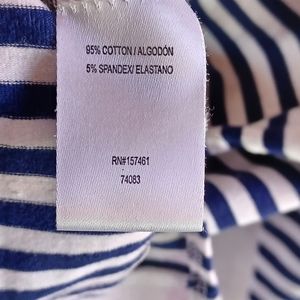 95% COTTON / ALGODÓN
5% SPANDEX/ ELASTANO
RN#157461
74083